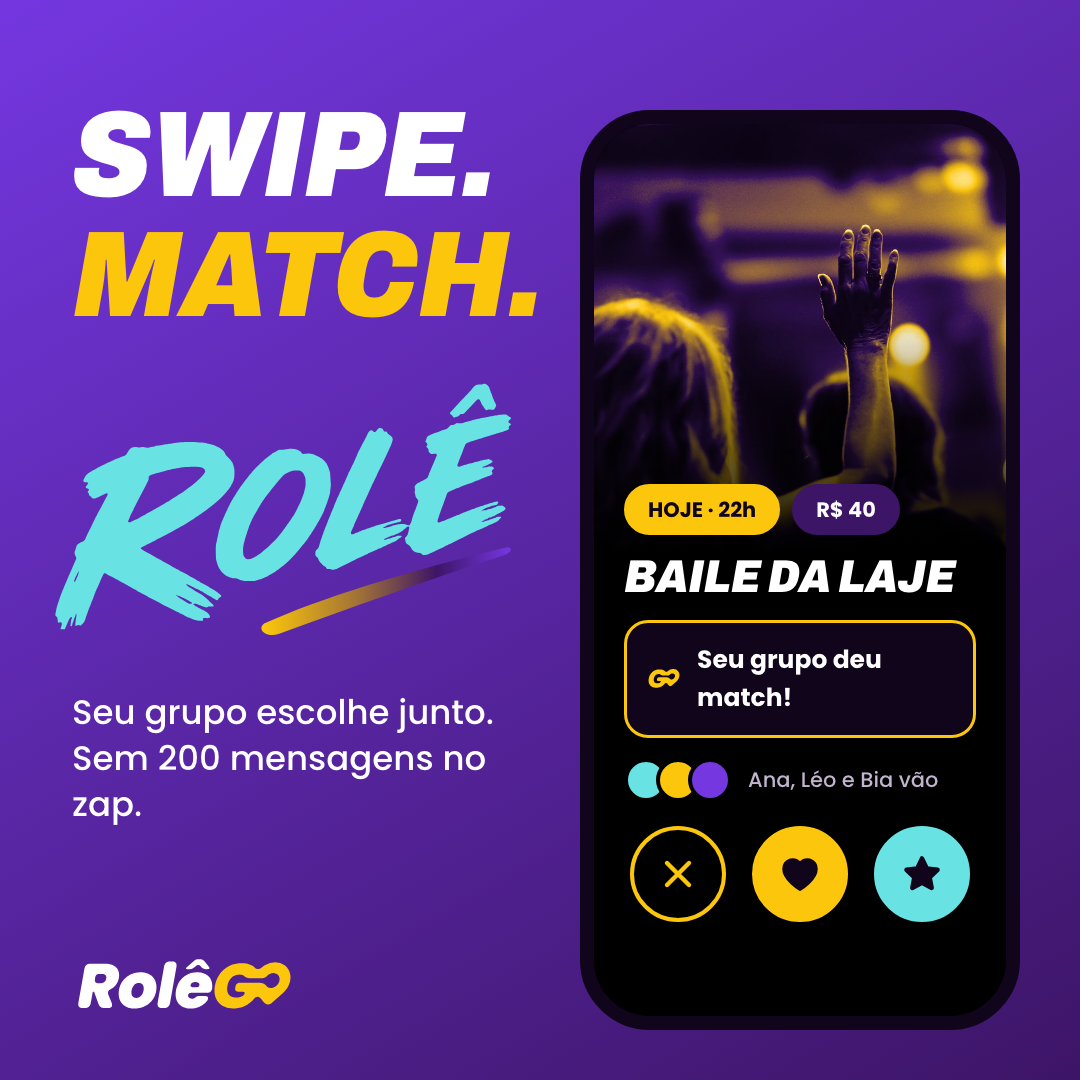 SWIPE.
MATCH.
ROLÊ
Seu grupo escolhe junto.
Sem 200 mensagens no
zap.
RolêGO
HOJE · 22h
R$ 40
BAILE DA LAJE
GO
Seu grupo deu
match!
Ana, Léo e Bia vão